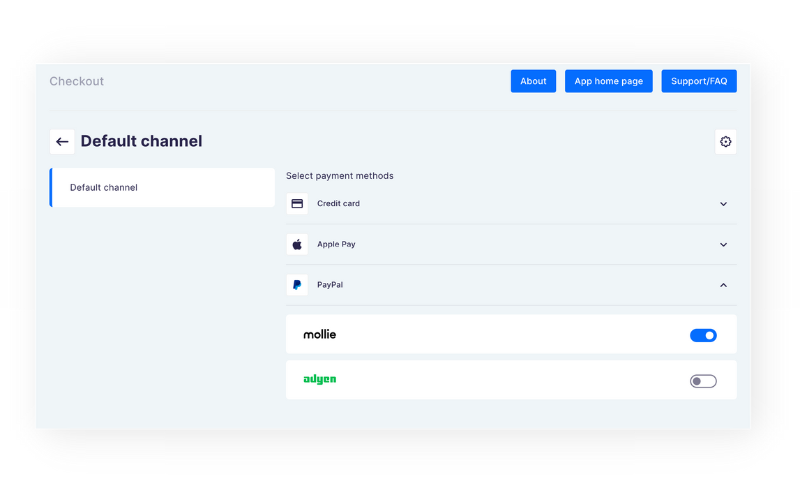 Checkout
About
App home page
Support/FAQ
Default channel
Default channel
Select payment methods
Credit card
Apple Pay
PayPal
mollie
adyen